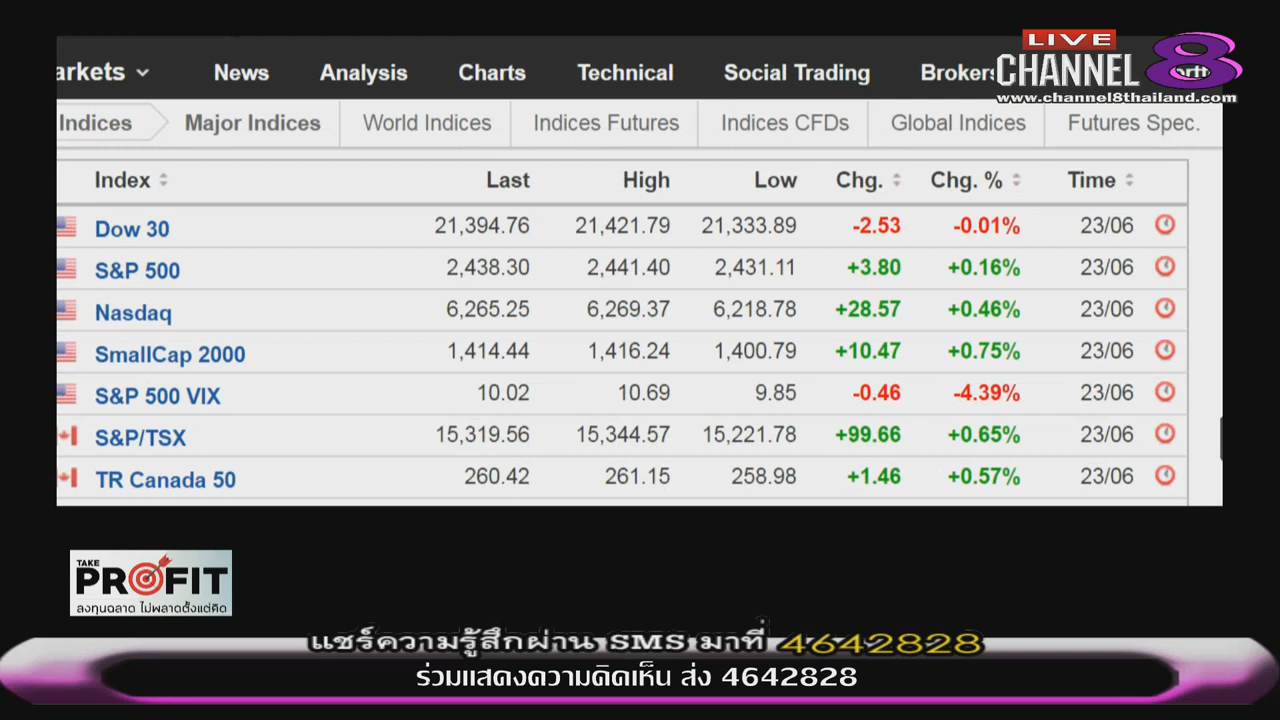 LIVE
CHANNEL 8
www.channel8thailand.com
arkets News Analysis Charts Technical Social Trading Brokers
Indices Major Indices World Indices Indices Futures Indices CFDs Global Indices Futures Spec.
Index Last High Low Chg. Chg. % Time
Dow 30 21,394.76 21,421.79 21,333.89 -2.53 -0.01% 23/06
S&P 500 2,438.30 2,441.40 2,431.11 +3.80 +0.16% 23/06
Nasdaq 6,265.25 6,269.37 6,218.78 +28.57 +0.46% 23/06
SmallCap 2000 1,414.44 1,416.24 1,400.79 +10.47 +0.75% 23/06
S&P 500 VIX 10.02 10.69 9.85 -0.46 -4.39% 23/06
S&P/TSX 15,319.56 15,344.57 15,221.78 +99.66 +0.65% 23/06
TR Canada 50 260.42 261.15 258.98 +1.46 +0.57% 23/06
TAKE
PROFIT
ลงทุนฉลาด ไม่พลาดตั้งแต่คิด
แชร์ความรู้สึกผ่าน SMS มาที่ 4642828
ร่วมแสดงความคิดเห็น ส่ง 4642828